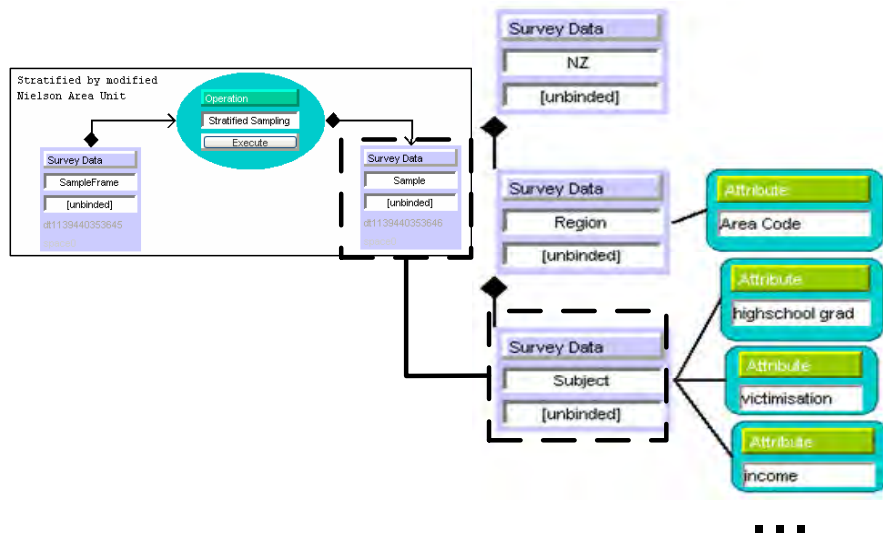 Stratified by modified
Nielson Area Unit
Operation
Stratified Sampling
Execute
Survey Data
SampleFrame
[unbinded]
dt1139440353645
Survey Data
Sample
[unbinded]
dt1139440353646
Survey Data
NZ
[unbinded]
Survey Data
Region
[unbinded]
Attribute
Area Code
Survey Data
Subject
[unbinded]
Attribute
highschool grad
Attribute
victimisation
Attribute
income
...